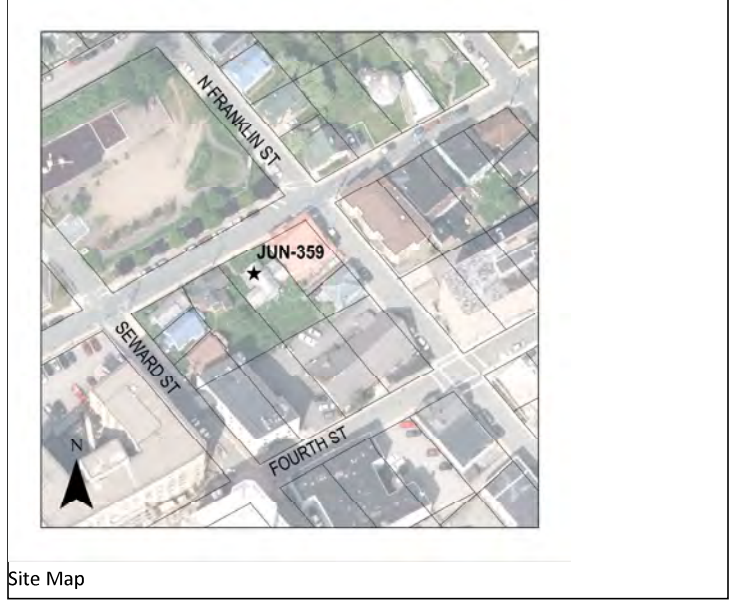 N FRANKLIN ST
JUN-359
SEWARD ST
FOURTH ST
N
Site Map